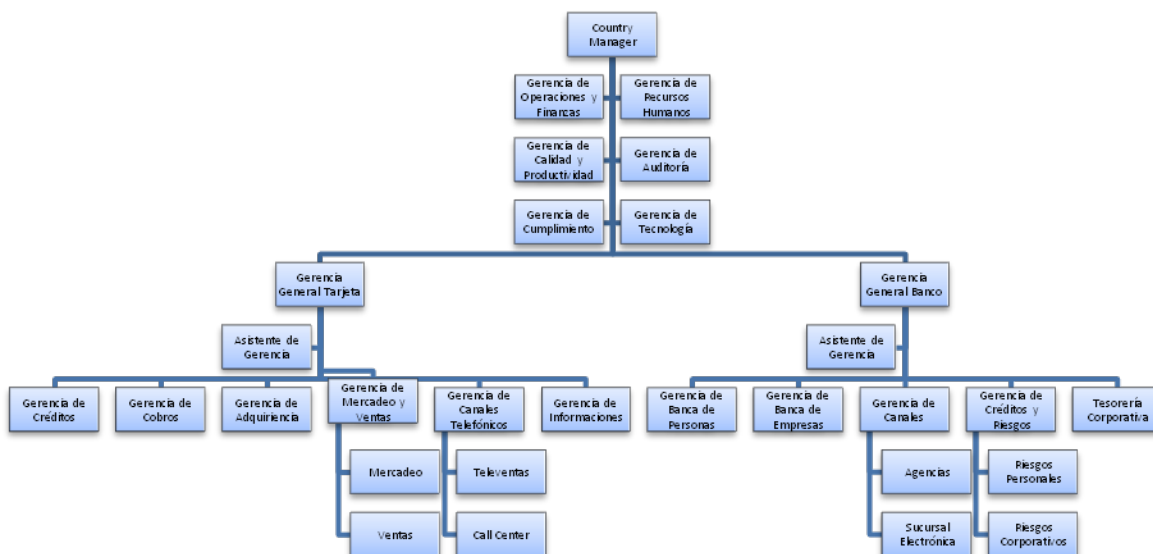 Country
Manager
Gerencia de
Operaciones y
Finanzas
Gerencia de
Recursos
Humanos
Gerencia de
Calidad y
Productividad
Gerencia de
Auditoría
Gerencia de
Cumplimiento
Gerencia de
Tecnología
Gerencia
General Tarjeta
Gerencia
General Banco
Asistente de
Gerencia
Asistente de
Gerencia
Gerencia de
Créditos
Gerencia de
Cobros
Gerencia de
Adquiriencia
Gerencia de
Mercadeo y
Ventas
Gerencia de
Canales
Telefónicos
Gerencia de
Informaciones
Gerencia de
Banca de
Personas
Gerencia de
Banca de
Empresas
Gerencia de
Canales
Gerencia de
Créditos y
Riesgos
Tesorería
Corporativa
Mercadeo
Televentas
Agencias
Riesgos
Personales
Ventas
Call Center
Sucursal
Electrónica
Riesgos
Corporativos